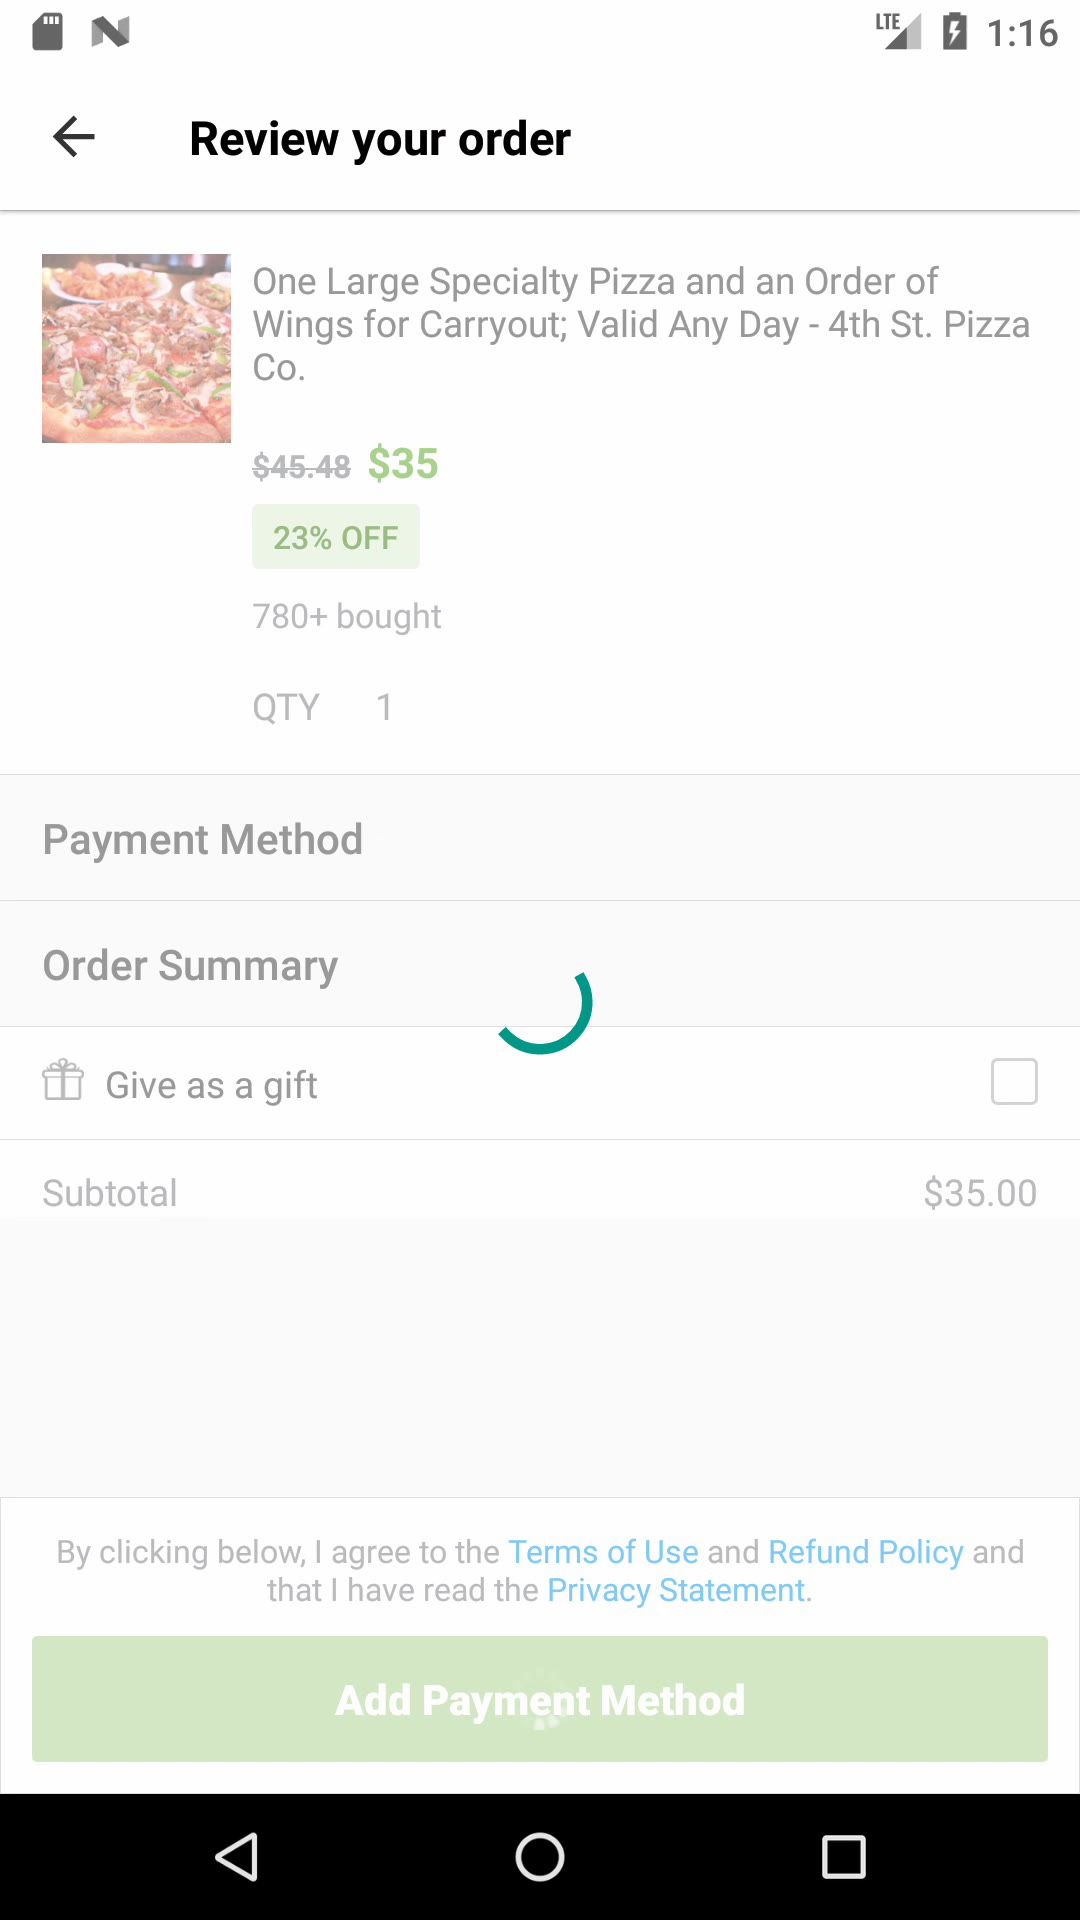 LTE 1:16
Review your order
One Large Specialty Pizza and an Order of
Wings for Carryout; Valid Any Day - 4th St. Pizza
Co.
$45.48 $35
23% OFF
780+ bought
QTY 1
Payment Method
Order Summary
Give as a gift
Subtotal $35.00
By clicking below, I agree to the Terms of Use and Refund Policy and
that I have read the Privacy Statement.
Add Payment Method